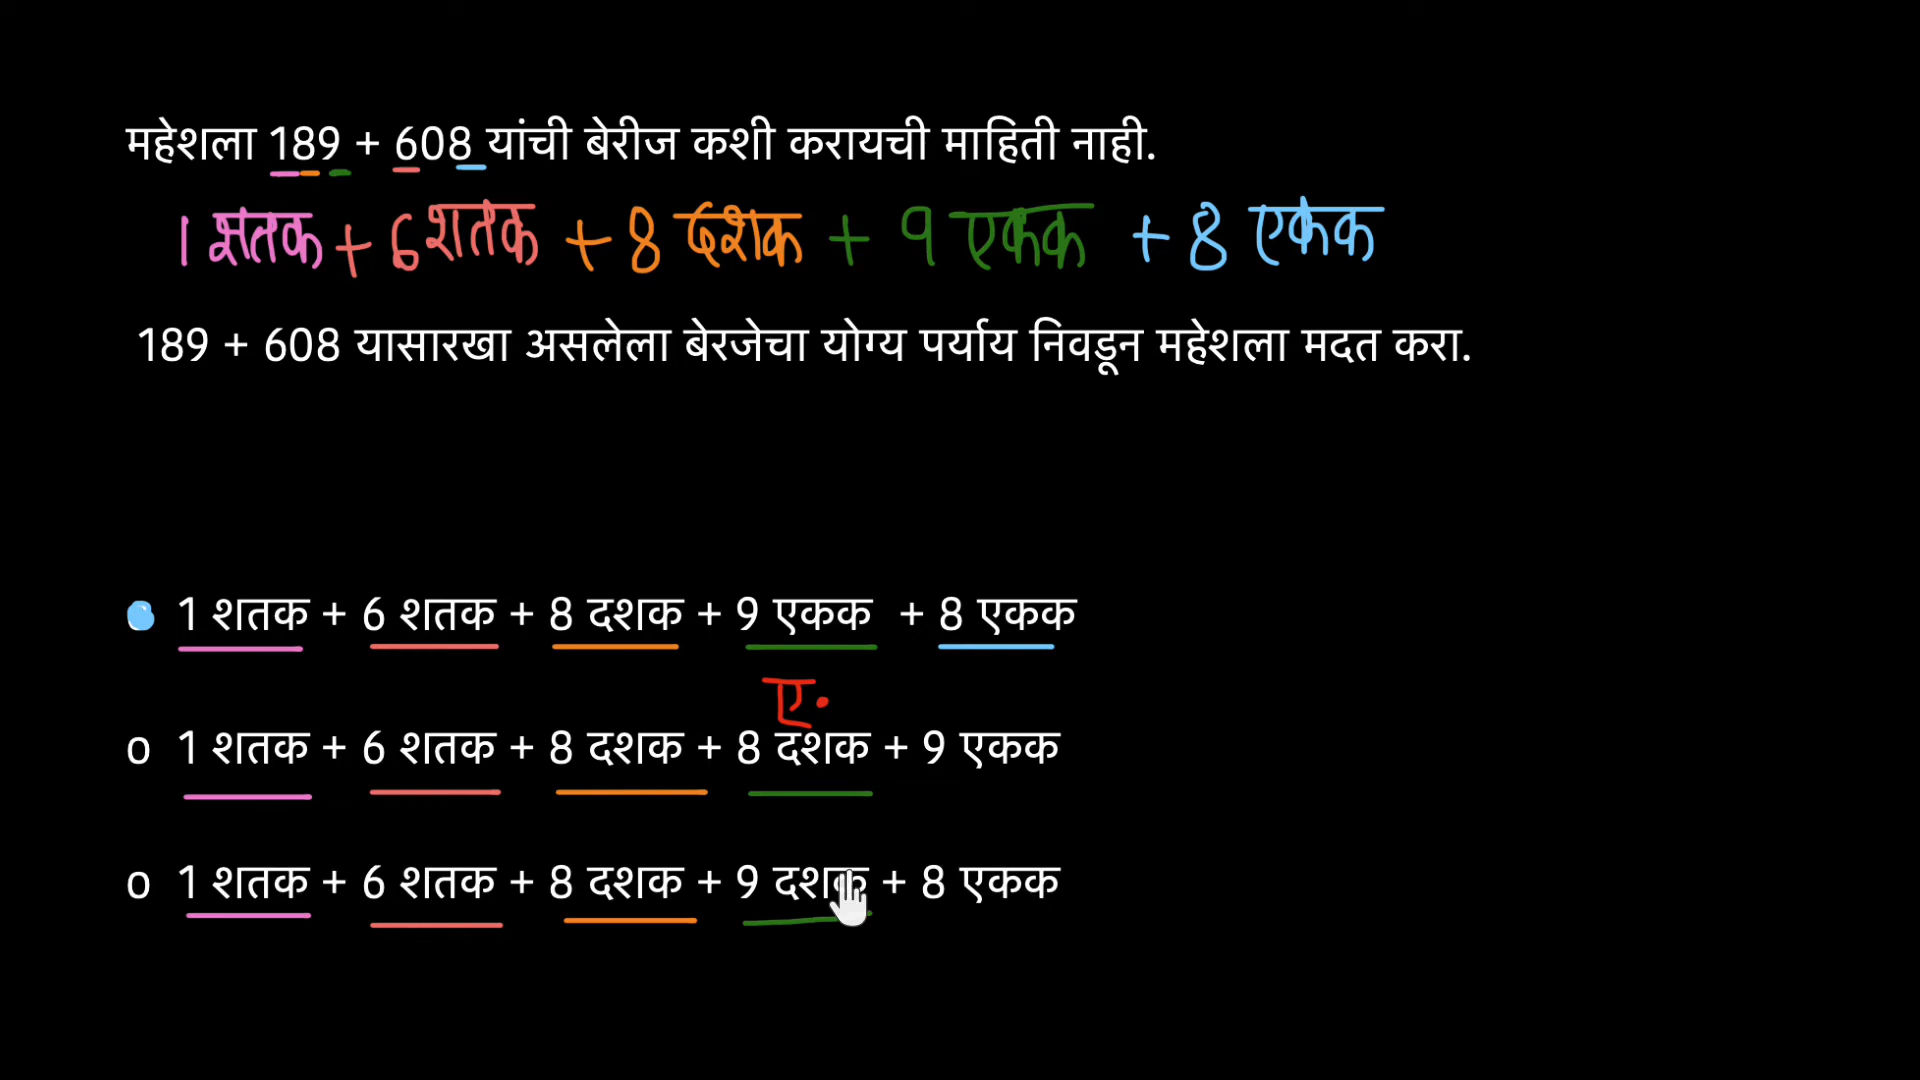 महेशला 189 + 608 यांची बेरीज कशी करायची माहिती नाही.
1 शतक + 6 शतक + 8 दशक + 9 एकक + 8 एकक
189 + 608 यासारखा असलेला बेरजेचा योग्य पर्याय निवडून महेशला मदत करा.
1 शतक + 6 शतक + 8 दशक + 9 एकक + 8 एकक
ए.
o 1 शतक + 6 शतक + 8 दशक + 8 दशक + 9 एकक
o 1 शतक + 6 शतक + 8 दशक + 9 दशक + 8 एकक